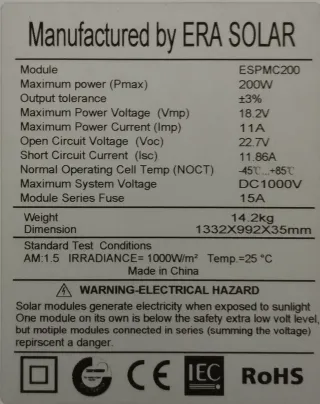 Manufactured by ERA SOLAR
Module ESPMC200
Maximum power (Pmax) 200W
Output tolerance ±3%
Maximum Power Voltage (Vmp) 18.2V
Maximum Power Current (Imp) 11A
Open Circuit Voltage (Voc) 22.7V
Short Circuit Current (Isc) 11.86A
Normal Operating Cell Temp (NOCT) -45℃...+85℃
Maximum System Voltage DC1000V
Module Series Fuse 15A
Weight 14.2kg
Dimension 1332X992X35mm
Standard Test Conditions
AM:1.5 IRRADIANCE= 1000W/m² Temp.=25 °C
Made in China
WARNING-ELECTRICAL HAZARD
Solar modules generate electricity when exposed to sunlight
One module on its own is below the safety extra low volt level,
but motiple modules connected in series (summing the voltage)
repirscent a danger.
CE IEC RoHS